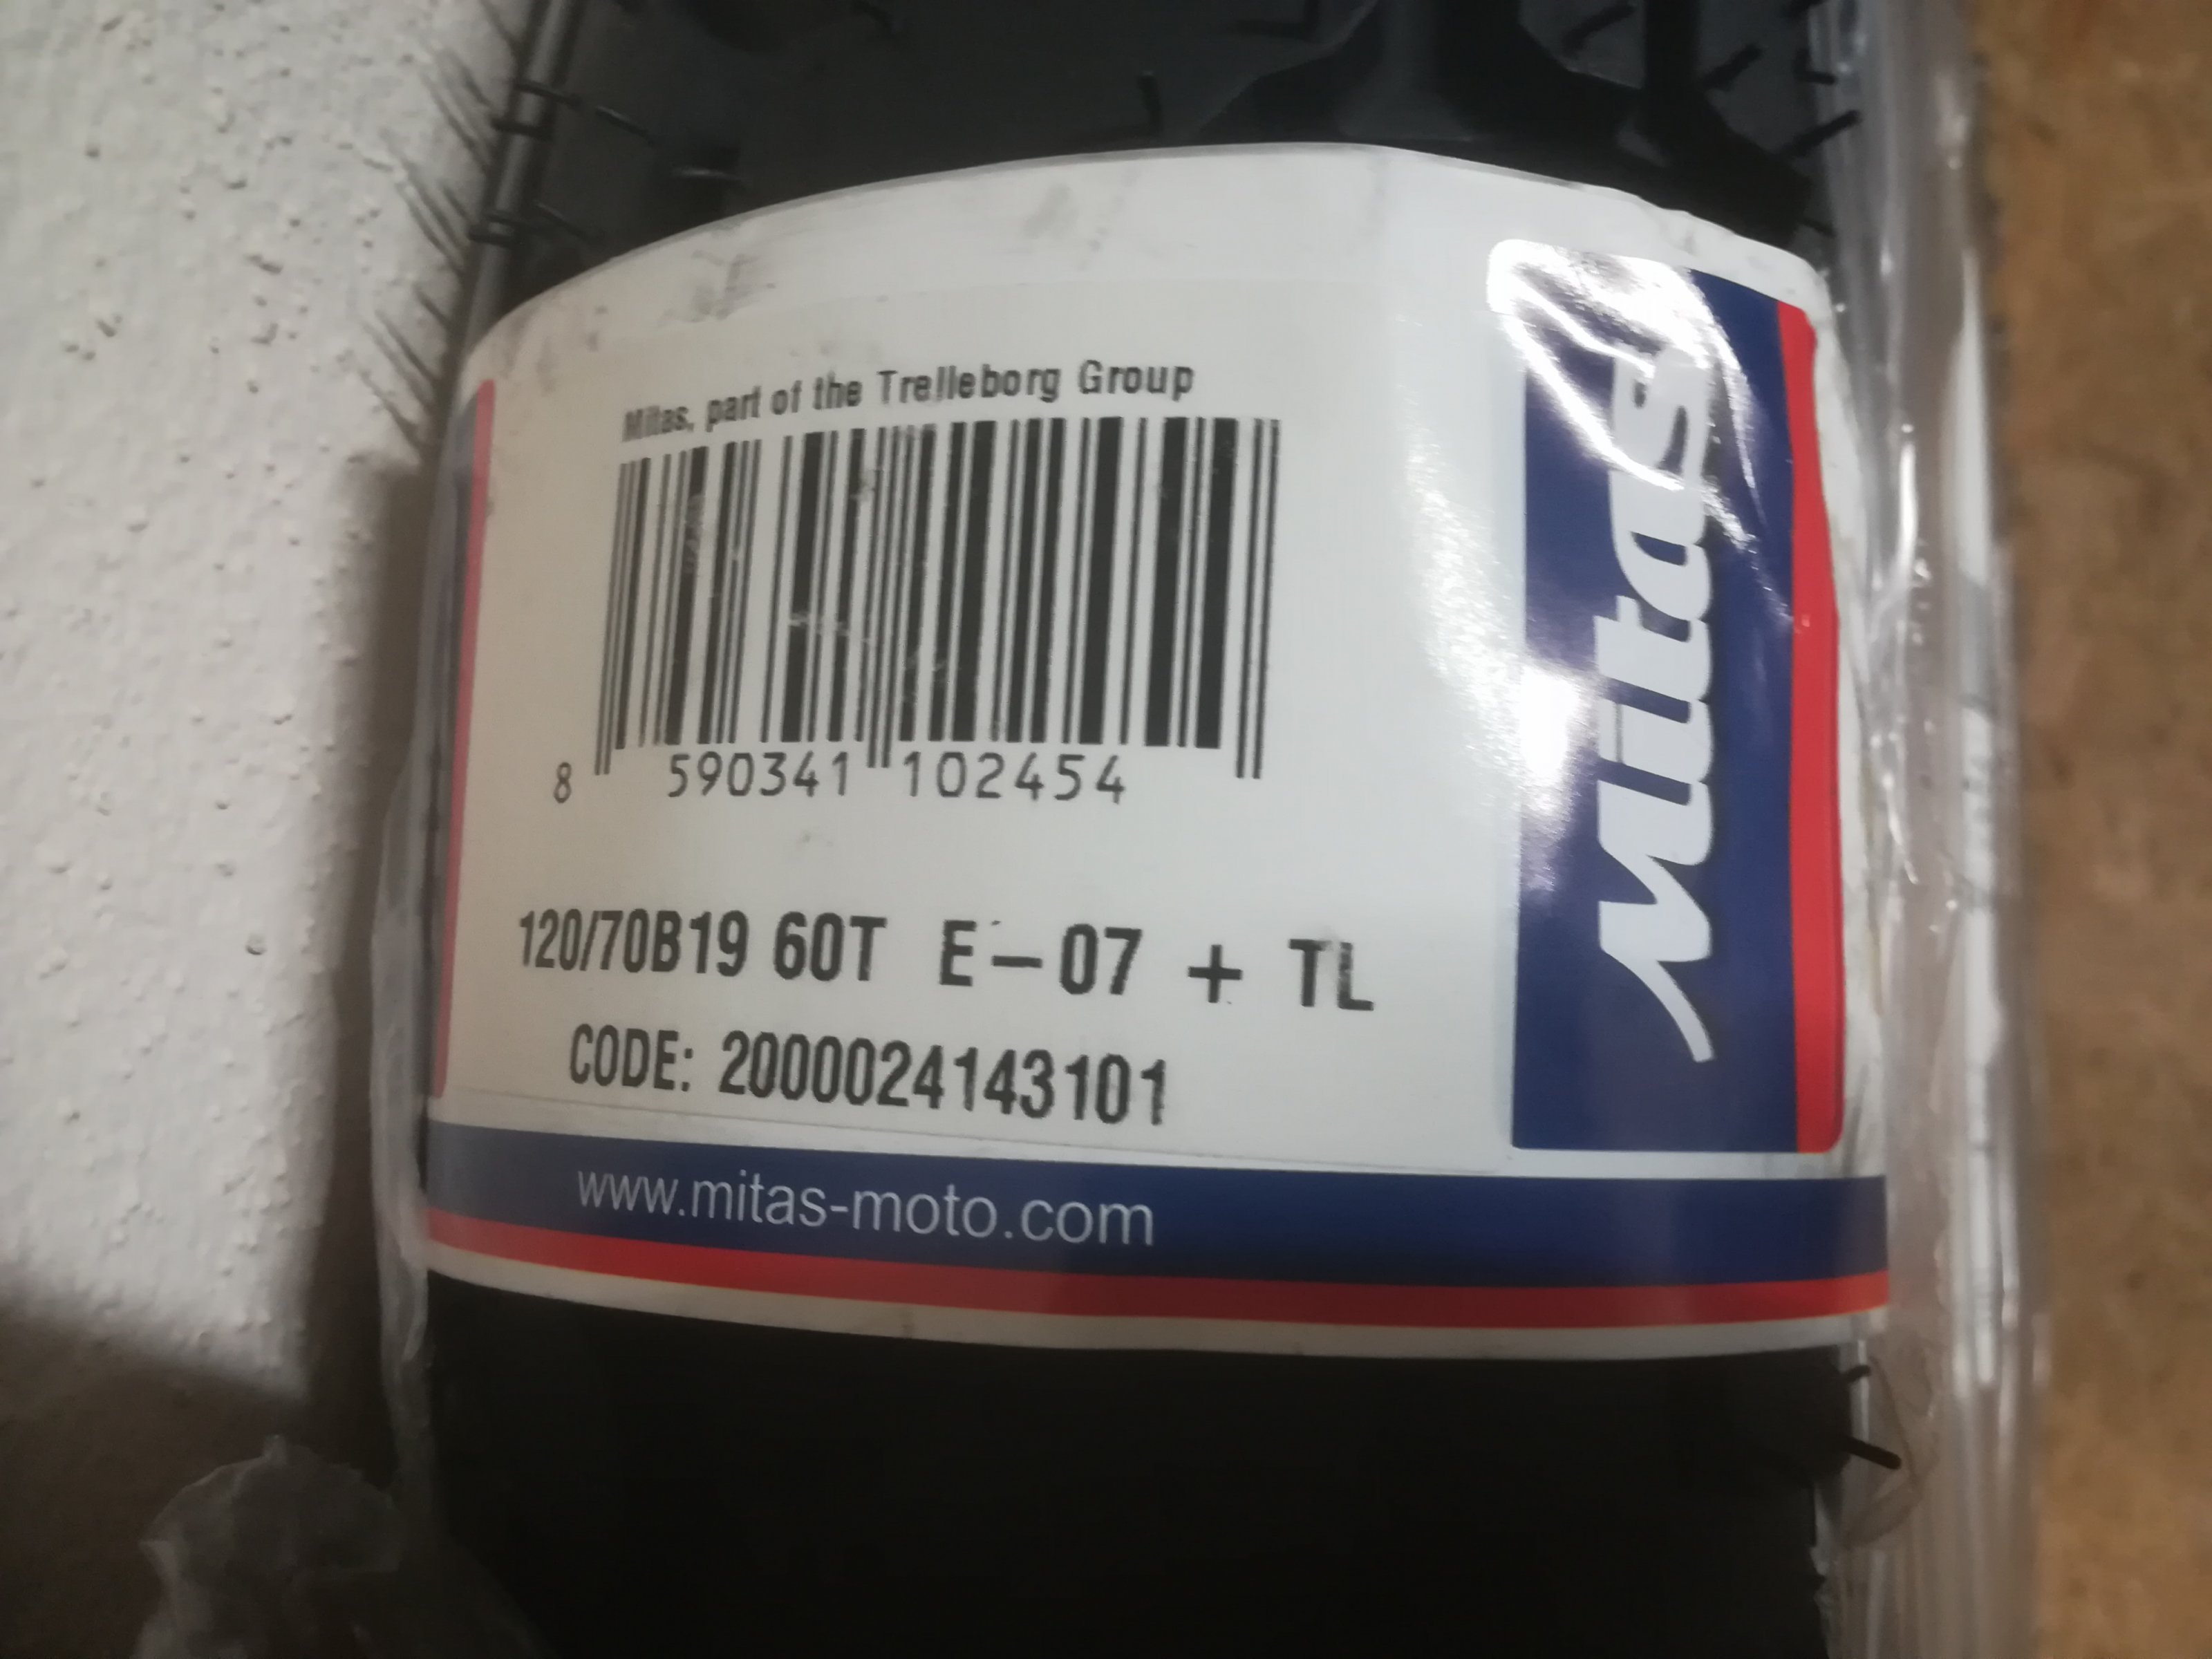 Mitas, part of the Trelleborg Group
8 590341 102454
120/70B19 60T E-07 + TL
CODE: 2000024143101
www.mitas-moto.com
mitas